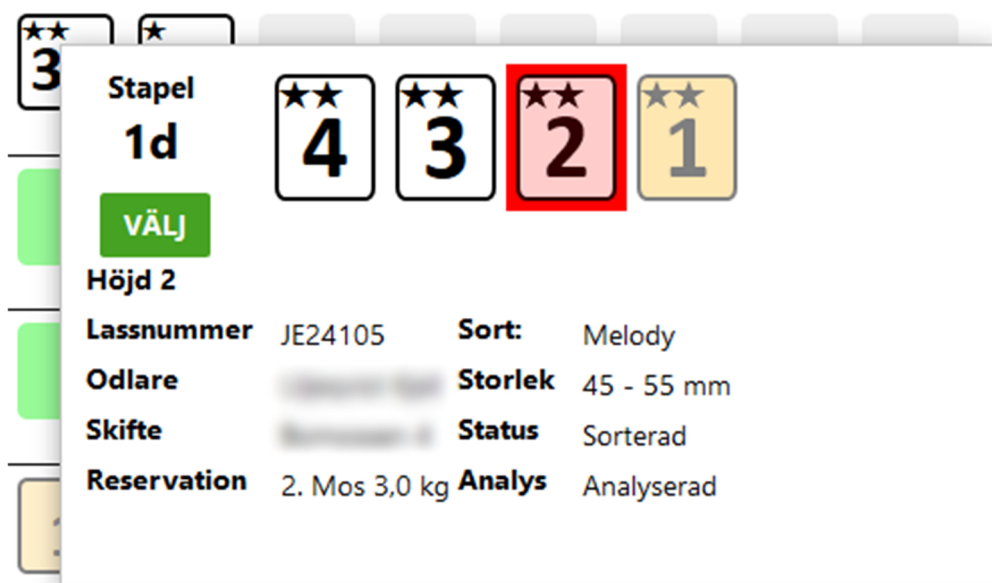 ★★ ★
3
Stapel ★★ ★★ ★★ ★★
1d 4 3 2 1
VÄLJ
Höjd 2
Lassnummer JE24105 Sort: Melody
Odlare Storlek 45 - 55 mm
Skifte Status Sorterad
Reservation 2. Mos 3,0 kg Analys Analyserad